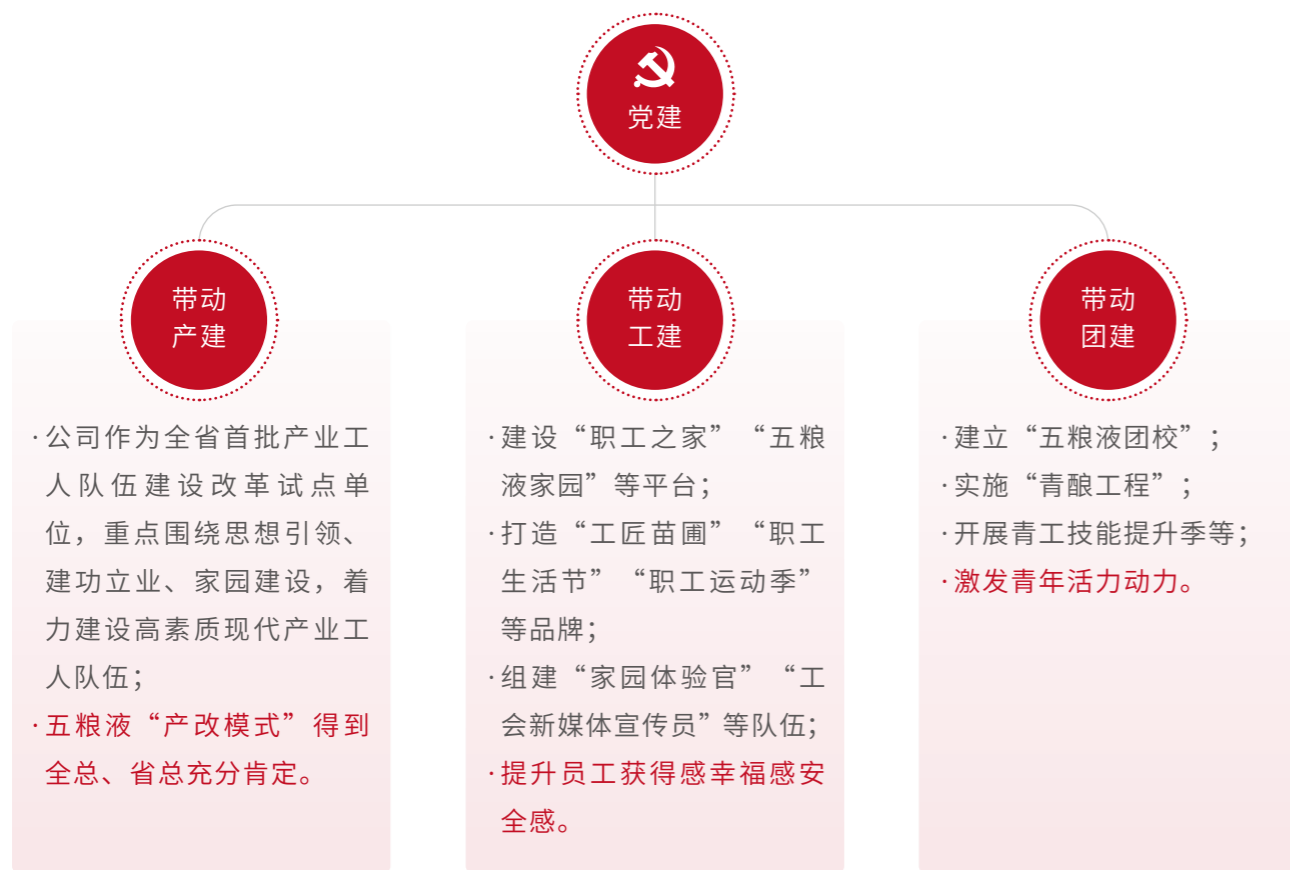 党建
带动
产建
·公司作为全省首批产业工
人队伍建设改革试点单
位，重点围绕思想引领、
建功立业、家园建设，着
力建设高素质现代产业工
人队伍；
·五粮液“产改模式”得到
全总、省总充分肯定。
带动
工建
·建设“职工之家”“五粮
液家园”等平台；
·打造“工匠苗圃”“职工
生活节”“职工运动季”
等品牌；
·组建“家园体验官”“工
会新媒体宣传员”等队伍；
·提升员工获得感幸福感安
全感。
带动
团建
·建立“五粮液团校”；
·实施“青酿工程”；
·开展青工技能提升季等；
·激发青年活力动力。